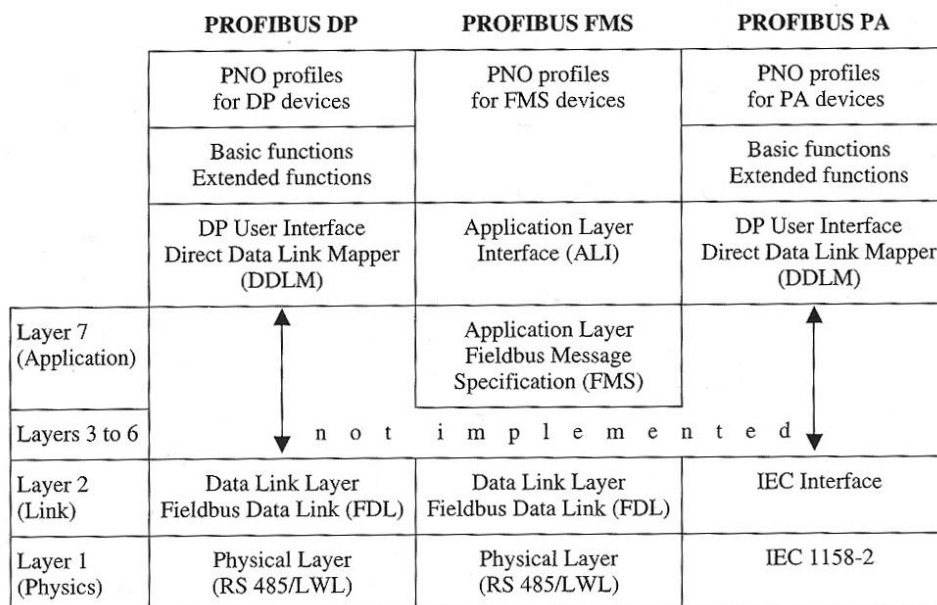 PROFIBUS DP PROFIBUS FMS PROFIBUS PA
PNO profiles
for DP devices
PNO profiles
for FMS devices
PNO profiles
for PA devices
Basic functions
Extended functions
Basic functions
Extended functions
DP User Interface
Direct Data Link Mapper
(DDLM)
Application Layer
Interface (ALI)
DP User Interface
Direct Data Link Mapper
(DDLM)
Layer 7
(Application)
Application Layer
Fieldbus Message
Specification (FMS)
Layers 3 to 6
not implemented
Layer 2
(Link)
Data Link Layer
Fieldbus Data Link (FDL)
Data Link Layer
Fieldbus Data Link (FDL)
IEC Interface
Layer 1
(Physics)
Physical Layer
(RS 485/LWL)
Physical Layer
(RS 485/LWL)
IEC 1158-2